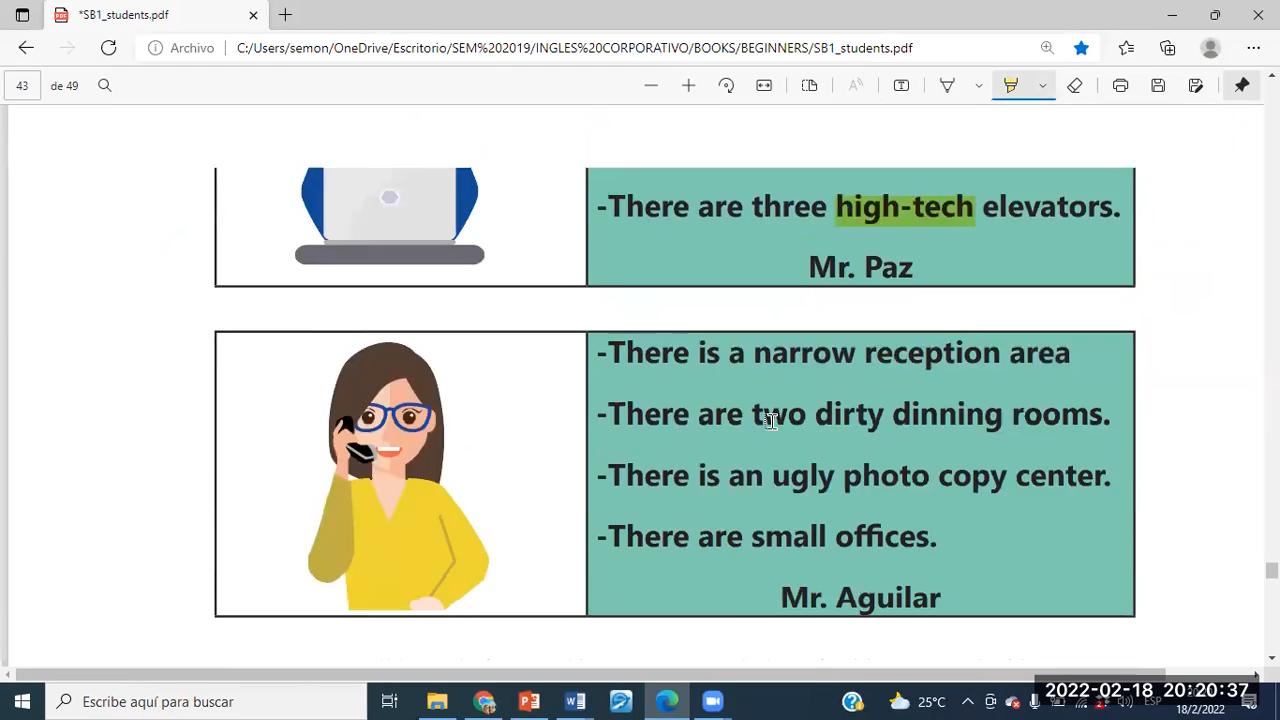 *SB1_students.pdf
Archivo
C:/Users/semon/OneDrive/Escritorio/SEM%202019/INGLES%20CORPORATIVO/BOOKS/BEGINNERS/SB1_students.pdf
43 de 49
-There are three high-tech elevators.
Mr. Paz
-There is a narrow reception area
-There are two dirty dinning rooms.
-There is an ugly photo copy center.
-There are small offices.
Mr. Aguilar
Escribe aquí para buscar
25°C
2022-02-18 20:20:37
18/2/2022